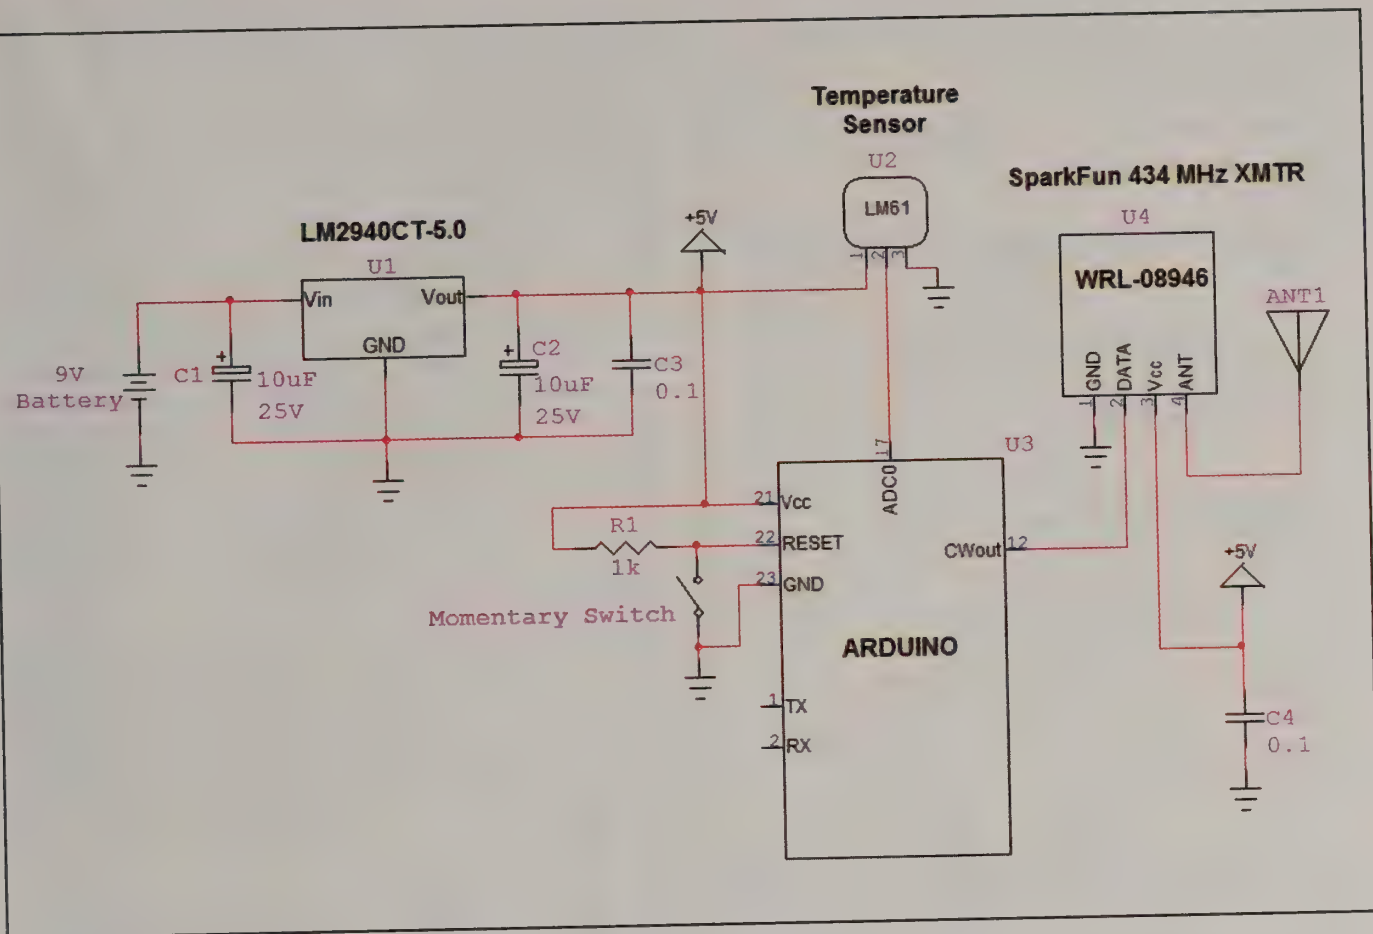 Temperature
Sensor
U2
LM61
1 2 3
SparkFun 434 MHz XMTR
U4
WRL-08946
GND DATA Vcc ANT
1 2 3 4
ANT1
LM2940CT-5.0
U1
Vin Vout
GND
+5V
9V
Battery
C1
+
10uF
25V
+
C2
10uF
25V
C3
0.1
U3
17
ADC0
21 Vcc
R1
1k
22 RESET
23 GND
CWout 12
Momentary Switch
ARDUINO
1 TX
2 RX
+5V
C4
0.1